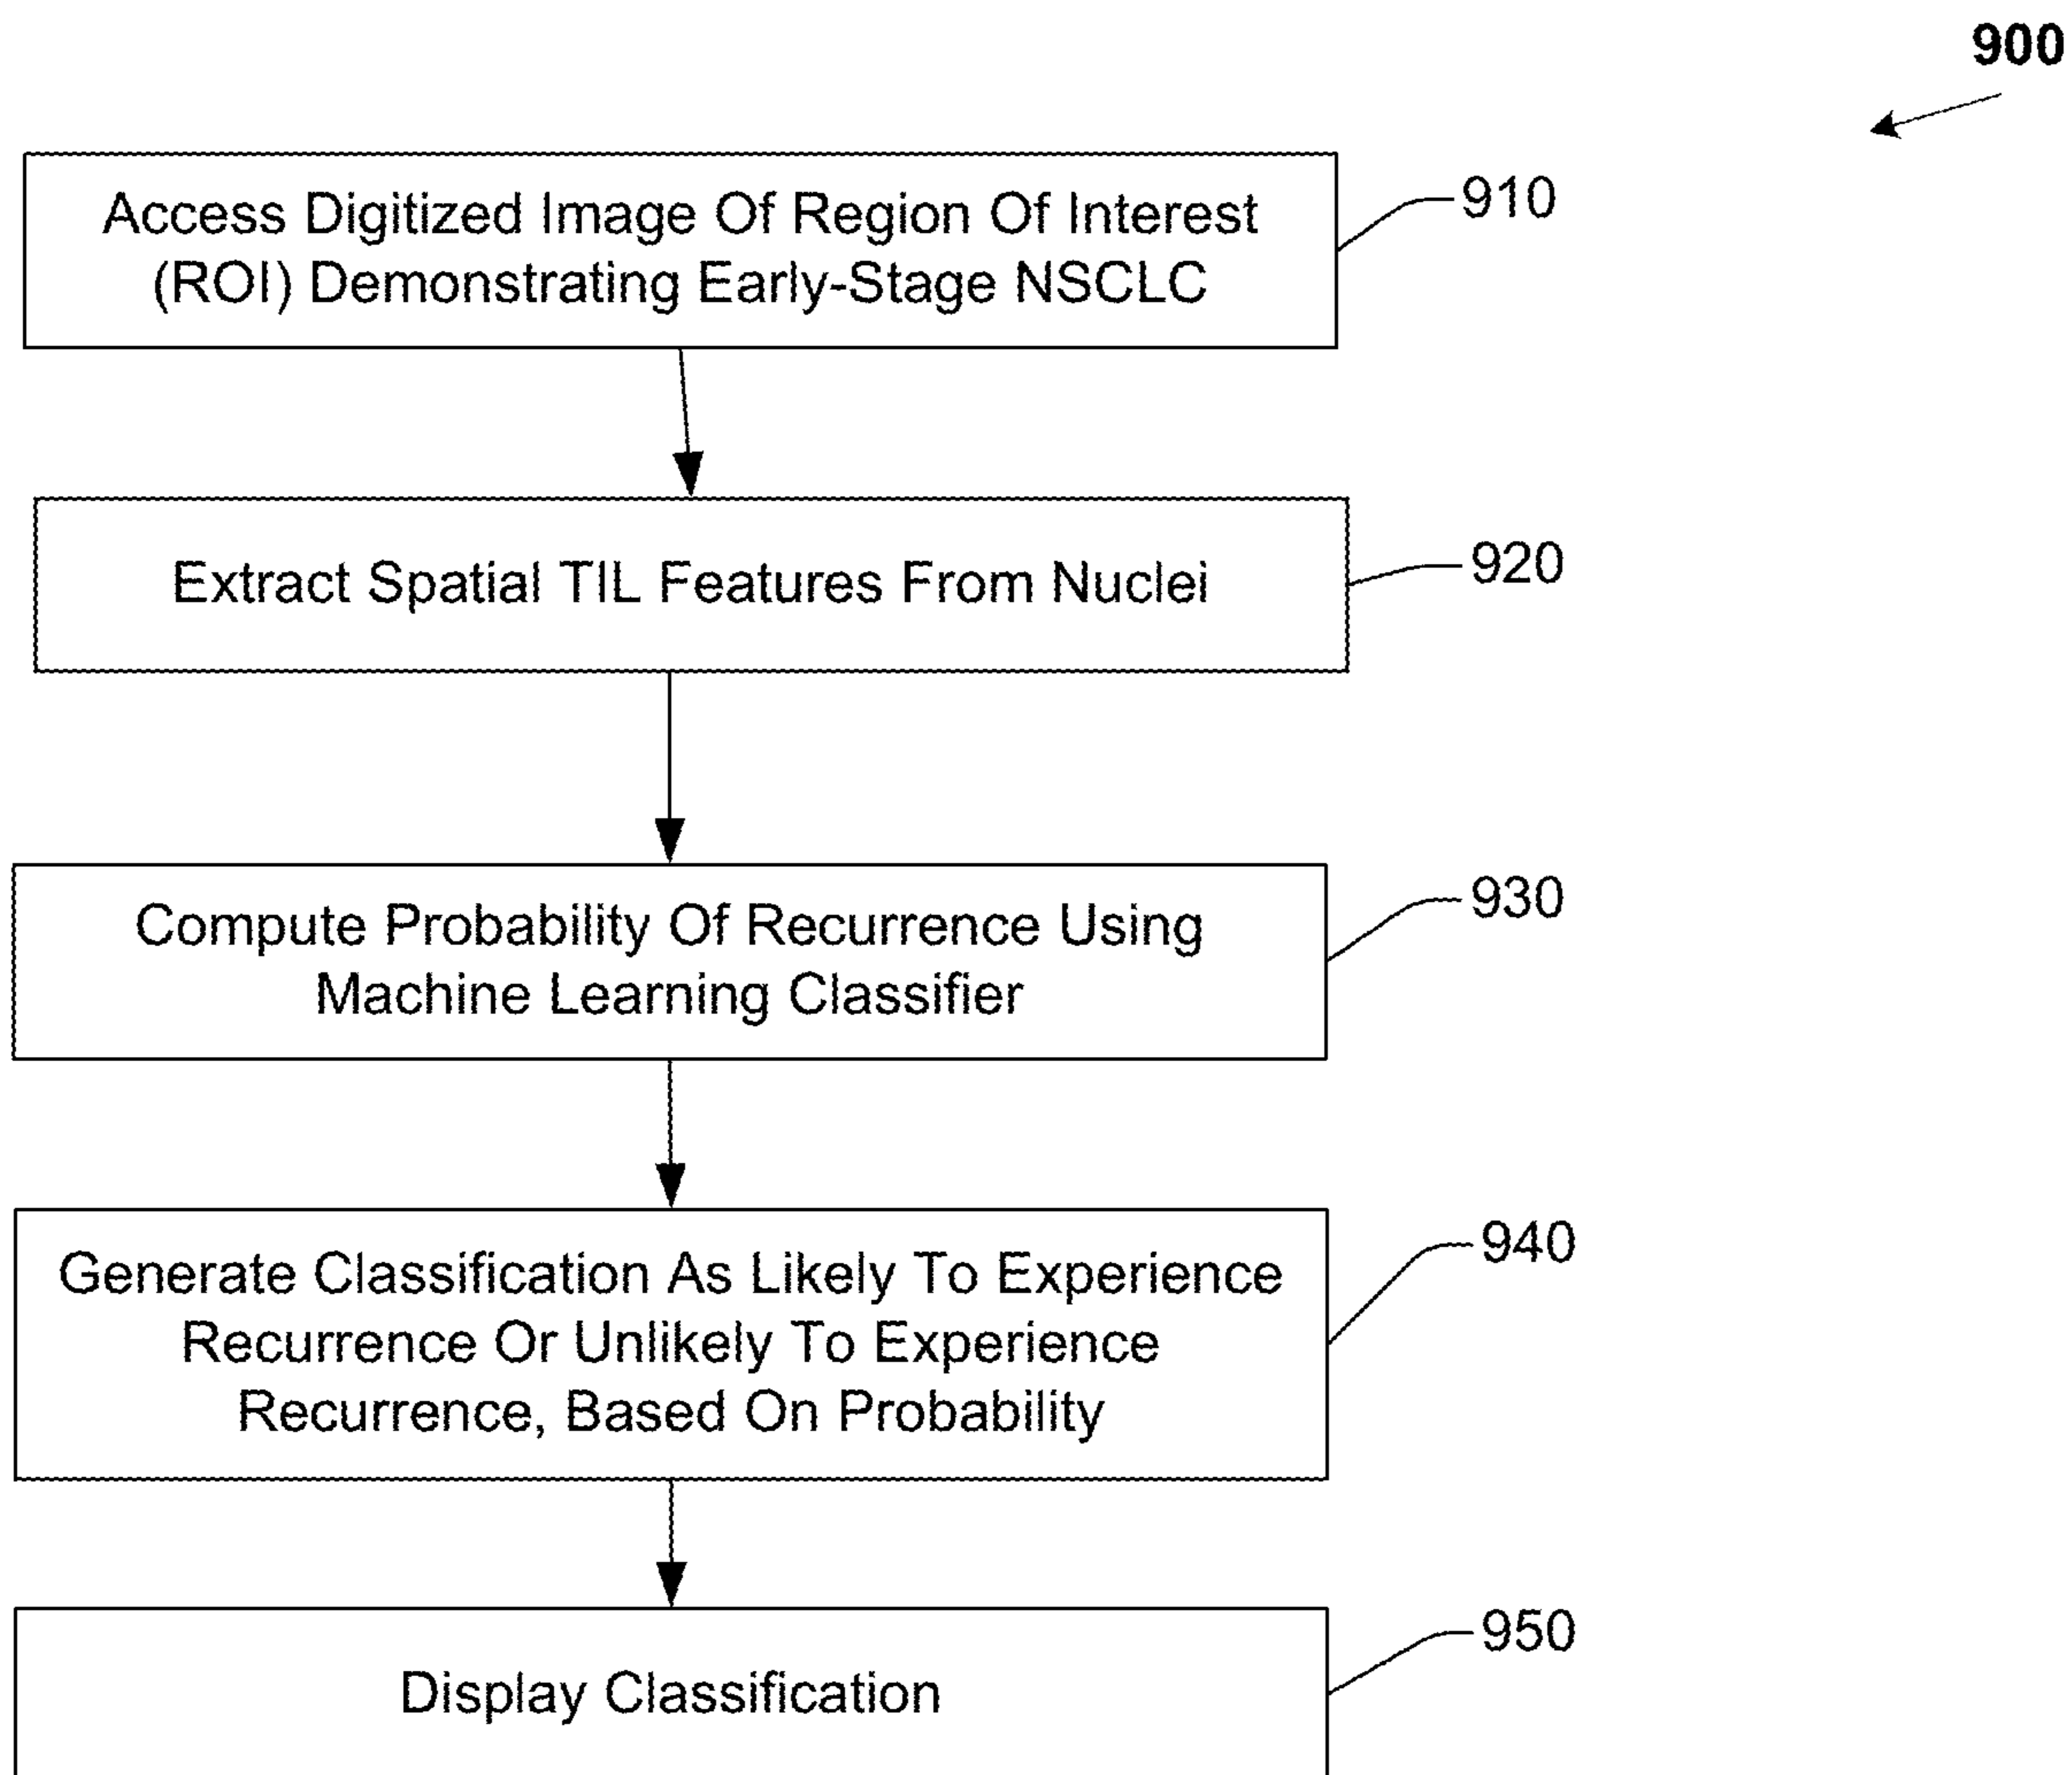 900
Access Digitized Image Of Region Of Interest
(ROI) Demonstrating Early-Stage NSCLC
910
Extract Spatial TIL Features From Nuclei
920
Compute Probability Of Recurrence Using
Machine Learning Classifier
930
Generate Classification As Likely To Experience
Recurrence Or Unlikely To Experience
Recurrence, Based On Probability
940
Display Classification
950